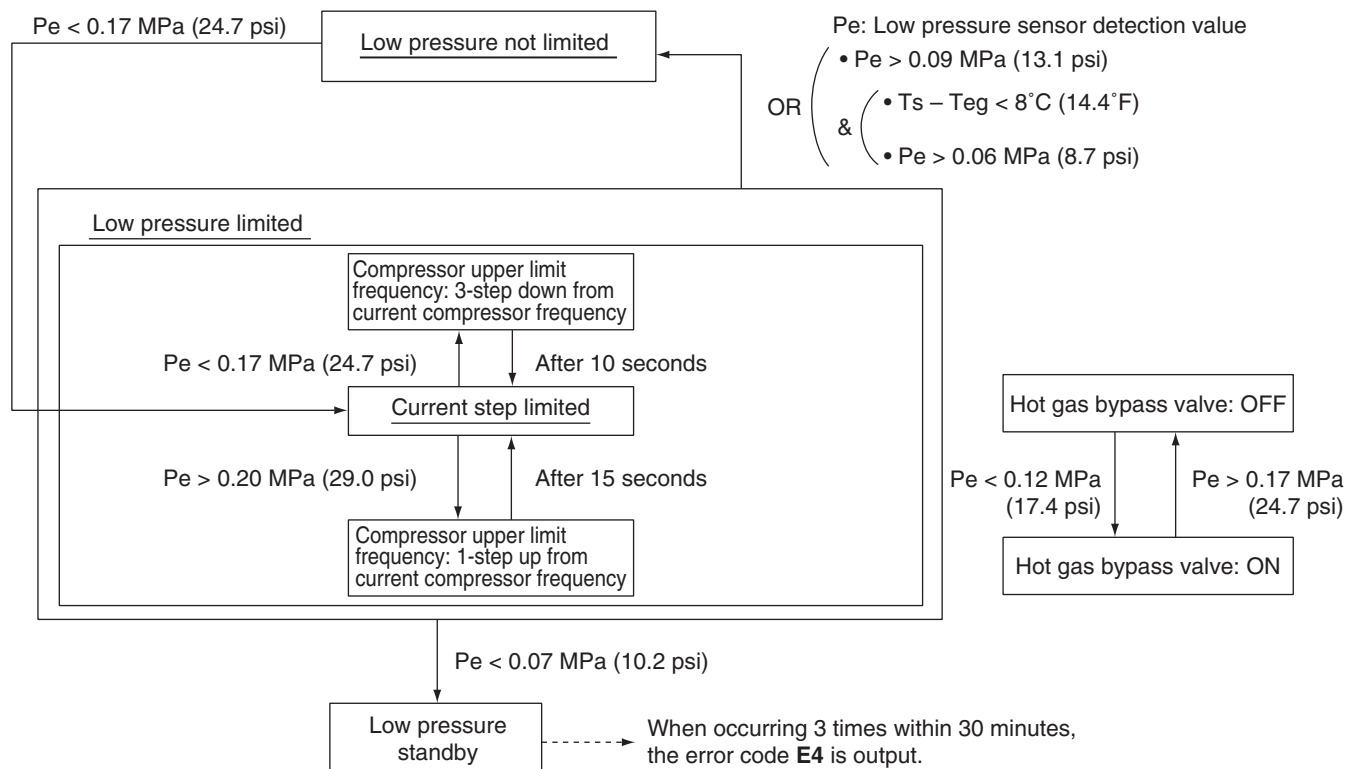 Pe < 0.17 MPa (24.7 psi)
Low pressure not limited
Pe: Low pressure sensor detection value
• Pe > 0.09 MPa (13.1 psi)
OR
• Ts – Teg < 8˚C (14.4˚F)
&
• Pe > 0.06 MPa (8.7 psi)
Low pressure limited
Compressor upper limit
frequency: 3-step down from
current compressor frequency
Pe < 0.17 MPa (24.7 psi)
After 10 seconds
Current step limited
Pe > 0.20 MPa (29.0 psi)
After 15 seconds
Compressor upper limit
frequency: 1-step up from
current compressor frequency
Hot gas bypass valve: OFF
Pe < 0.12 MPa
(17.4 psi)
Pe > 0.17 MPa
(24.7 psi)
Hot gas bypass valve: ON
Pe < 0.07 MPa (10.2 psi)
Low pressure
standby
When occurring 3 times within 30 minutes,
the error code E4 is output.